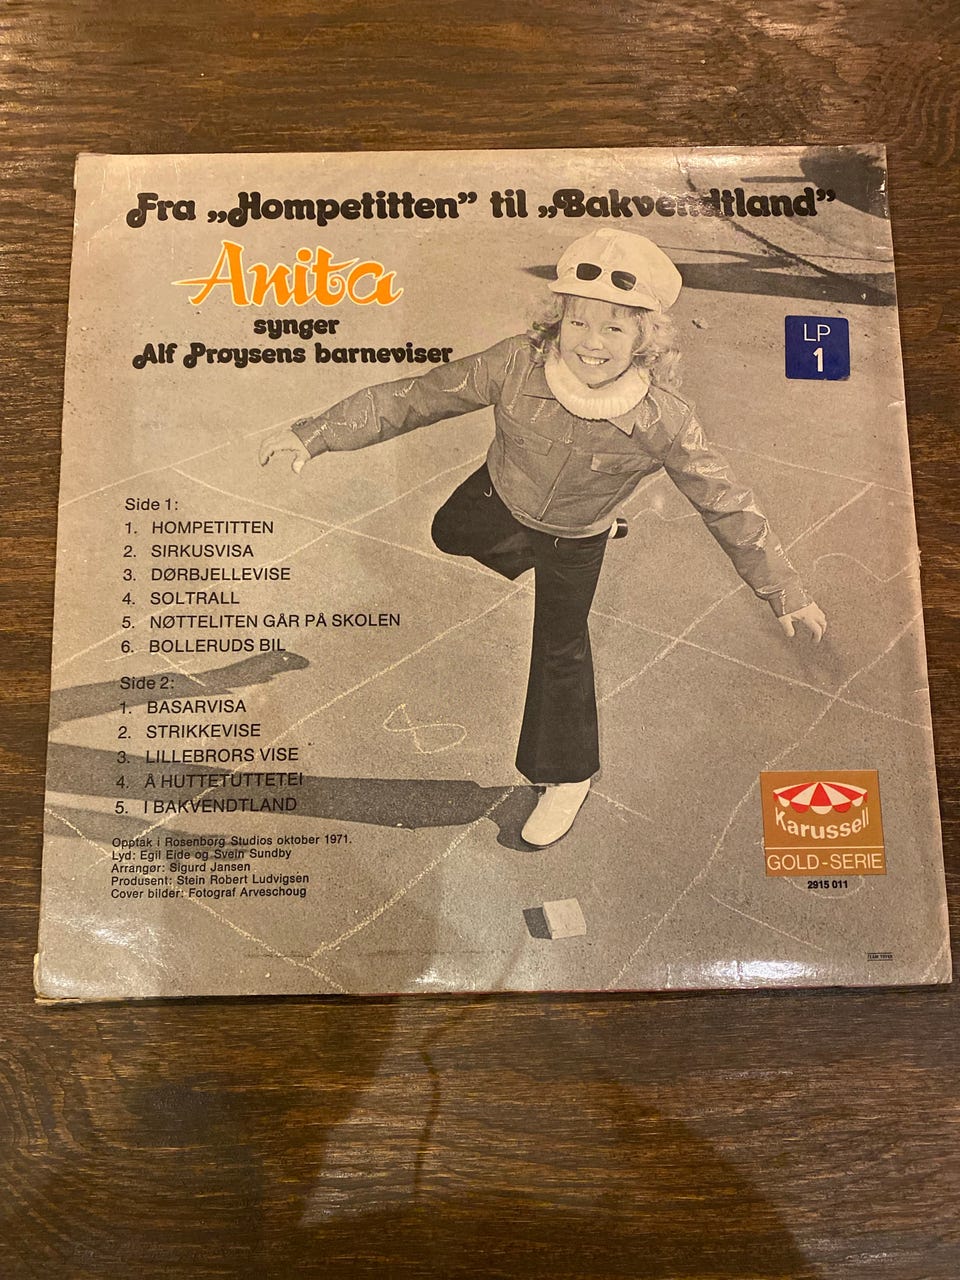 Fra „Hompetitten” til „Bakvendtland”
Anita
synger
Alf Prøysens barneviser
LP
1
Side 1:
1. HOMPETITTEN
2. SIRKUSVISA
3. DØRBJELLEVISE
4. SOLTRALL
5. NØTTELITEN GÅR PÅ SKOLEN
6. BOLLERUDS BIL
Side 2:
1. BASARVISA
2. STRIKKEVISE
3. LILLEBRORS VISE
4. Å HUTTETUTTETEI
5. I BAKVENDTLAND
8
Opptak i Rosenborg Studios oktober 1971.
Lyd: Egil Eide og Svein Sundby
Arrangør: Sigurd Jansen
Produsent: Stein Robert Ludvigsen
Cover bilder: Fotograf Arveschoug
Karussell
GOLD-SERIE
2915 011